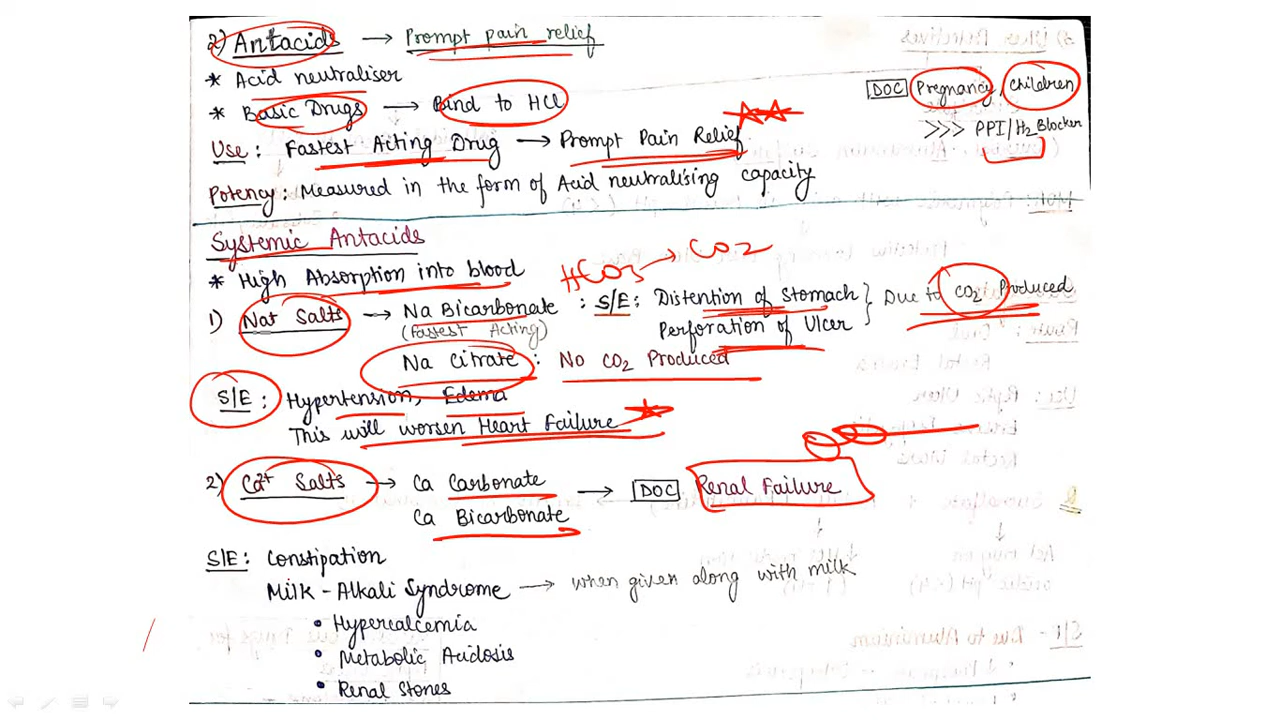 2) Antacids → Prompt pain relief
* Acid neutraliser
* Basic Drugs → Bind to HCl
DOC Pregnancy, Children
>>> PPI/H2 Blocker
Use: Fastest Acting Drug → Prompt Pain Relief
Potency: Measured in the form of Acid neutralising capacity
Systemic Antacids
* High Absorption into blood
HCO3 → CO2
1) Na+ Salts → Na Bicarbonate : S/E: Distention of Stomach } Due to CO2 Produced
(Fastest Acting) Perforation of Ulcer
Na Citrate : No CO2 Produced
S/E: Hypertension, Edema
This will worsen Heart Failure
2) Ca2+ Salts → Ca Carbonate → DOC Renal Failure
Ca Bicarbonate
S/E: Constipation
Milk-Alkali Syndrome → when given along with milk
• Hypercalcemia
• Metabolic Acidosis
• Renal Stones